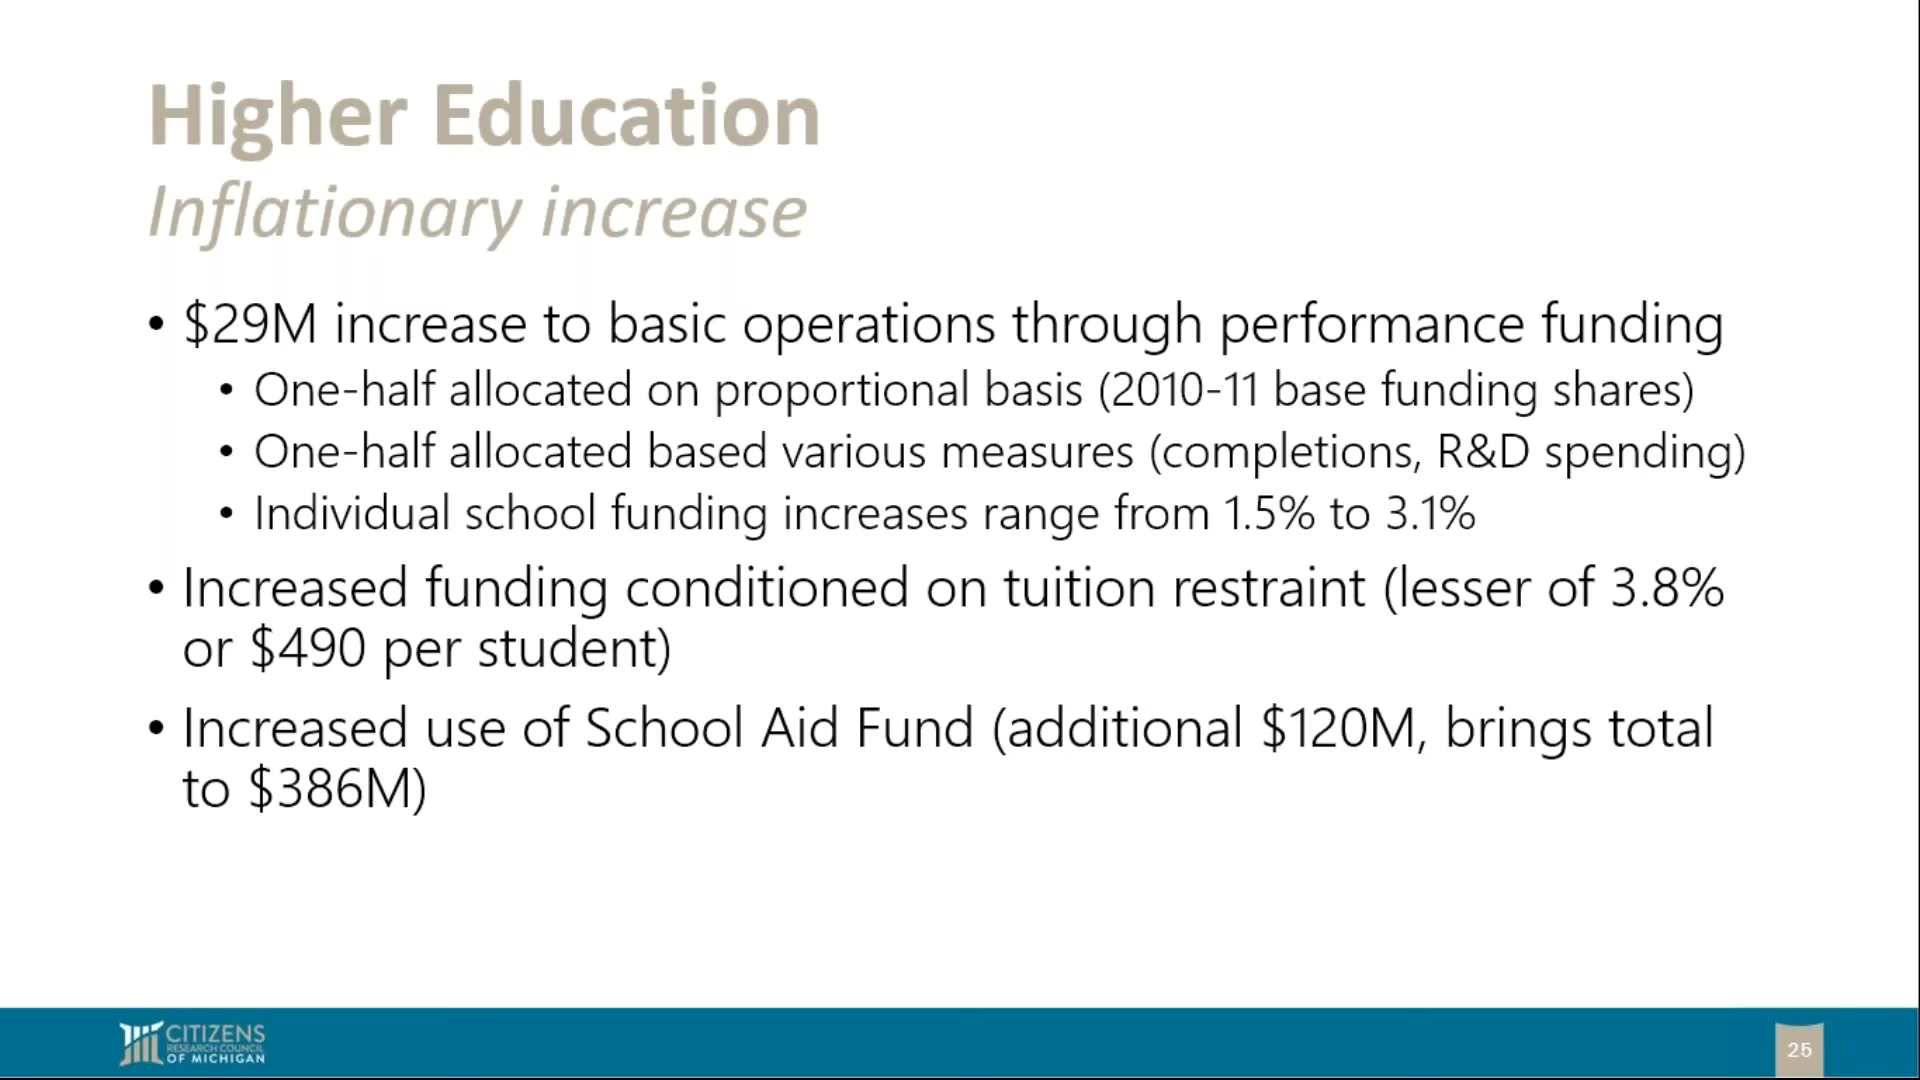 Higher Education
Inflationary increase
• $29M increase to basic operations through performance funding
• One-half allocated on proportional basis (2010-11 base funding shares)
• One-half allocated based various measures (completions, R&D spending)
• Individual school funding increases range from 1.5% to 3.1%
• Increased funding conditioned on tuition restraint (lesser of 3.8%
or $490 per student)
• Increased use of School Aid Fund (additional $120M, brings total
to $386M)
CITIZENS
RESEARCH COUNCIL
OF MICHIGAN
25